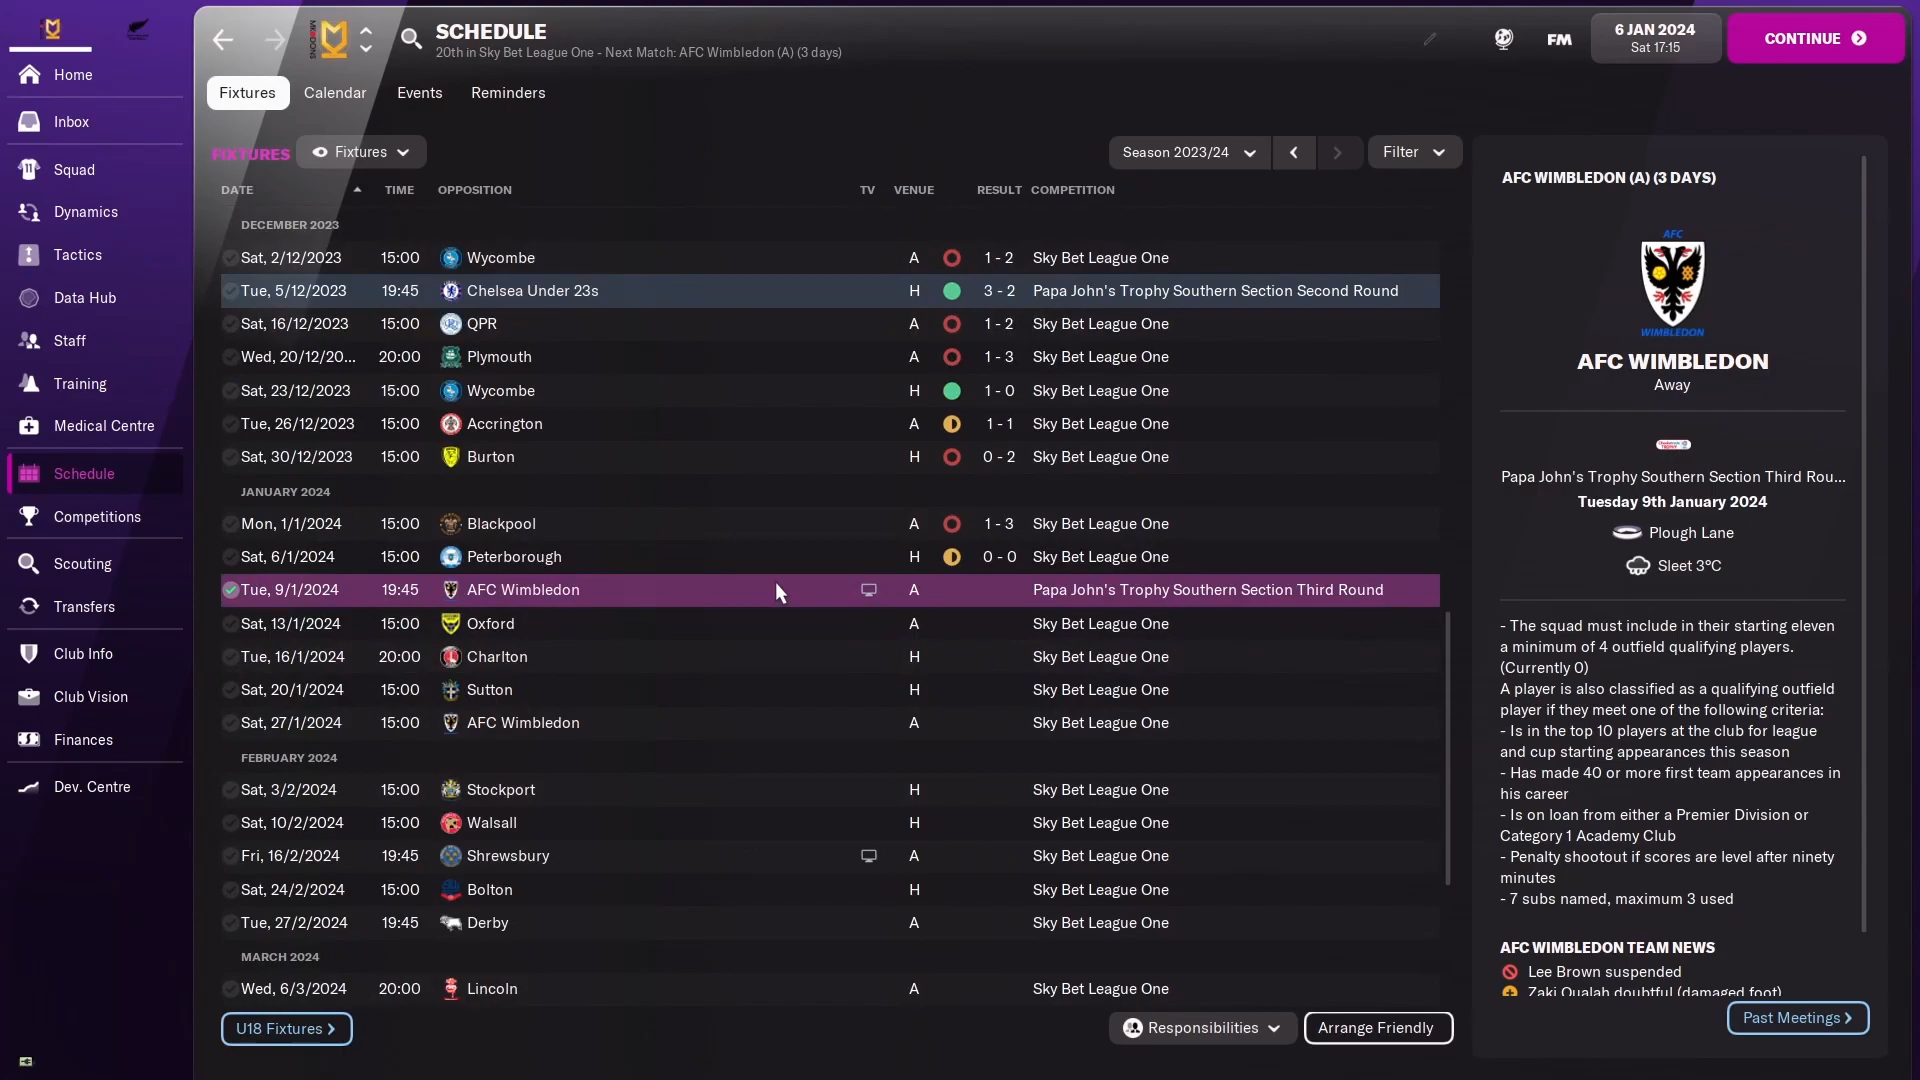 SCHEDULE
20th in Sky Bet League One - Next Match: AFC Wimbledon (A) (3 days)
FM
6 JAN 2024
Sat 17:15
CONTINUE
Home
Inbox
Squad
Dynamics
Tactics
Data Hub
Staff
Training
Medical Centre
Schedule
Competitions
Scouting
Transfers
Club Info
Club Vision
Finances
Dev. Centre
Fixtures Calendar Events Reminders
FIXTURES Fixtures Season 2023/24 Filter
DATE TIME OPPOSITION TV VENUE RESULT COMPETITION
DECEMBER 2023
Sat, 2/12/2023 15:00 Wycombe A 1 - 2 Sky Bet League One
Tue, 5/12/2023 19:45 Chelsea Under 23s H 3 - 2 Papa John's Trophy Southern Section Second Round
Sat, 16/12/2023 15:00 QPR A 1 - 2 Sky Bet League One
Wed, 20/12/20... 20:00 Plymouth A 1 - 3 Sky Bet League One
Sat, 23/12/2023 15:00 Wycombe H 1 - 0 Sky Bet League One
Tue, 26/12/2023 15:00 Accrington A 1 - 1 Sky Bet League One
Sat, 30/12/2023 15:00 Burton H 0 - 2 Sky Bet League One
JANUARY 2024
Mon, 1/1/2024 15:00 Blackpool A 1 - 3 Sky Bet League One
Sat, 6/1/2024 15:00 Peterborough H 0 - 0 Sky Bet League One
Tue, 9/1/2024 19:45 AFC Wimbledon A Papa John's Trophy Southern Section Third Round
Sat, 13/1/2024 15:00 Oxford A Sky Bet League One
Tue, 16/1/2024 20:00 Charlton H Sky Bet League One
Sat, 20/1/2024 15:00 Sutton H Sky Bet League One
Sat, 27/1/2024 15:00 AFC Wimbledon A Sky Bet League One
FEBRUARY 2024
Sat, 3/2/2024 15:00 Stockport H Sky Bet League One
Sat, 10/2/2024 15:00 Walsall H Sky Bet League One
Fri, 16/2/2024 19:45 Shrewsbury A Sky Bet League One
Sat, 24/2/2024 15:00 Bolton H Sky Bet League One
Tue, 27/2/2024 19:45 Derby A Sky Bet League One
MARCH 2024
Wed, 6/3/2024 20:00 Lincoln A Sky Bet League One
U18 Fixtures Responsibilities Arrange Friendly
AFC WIMBLEDON (A) (3 DAYS)
AFC
WIMBLEDON
AFC WIMBLEDON
Away
Papa John's Trophy Southern Section Third Rou...
Tuesday 9th January 2024
Plough Lane
Sleet 3°C
- The squad must include in their starting eleven
a minimum of 4 outfield qualifying players.
(Currently 0)
A player is also classified as a qualifying outfield
player if they meet one of the following criteria:
- Is in the top 10 players at the club for league
and cup starting appearances this season
- Has made 40 or more first team appearances in
his career
- Is on loan from either a Premier Division or
Category 1 Academy Club
- Penalty shootout if scores are level after ninety
minutes
- 7 subs named, maximum 3 used
AFC WIMBLEDON TEAM NEWS
Lee Brown suspended
Zaki Oualah doubtful (damaged foot)
Past Meetings